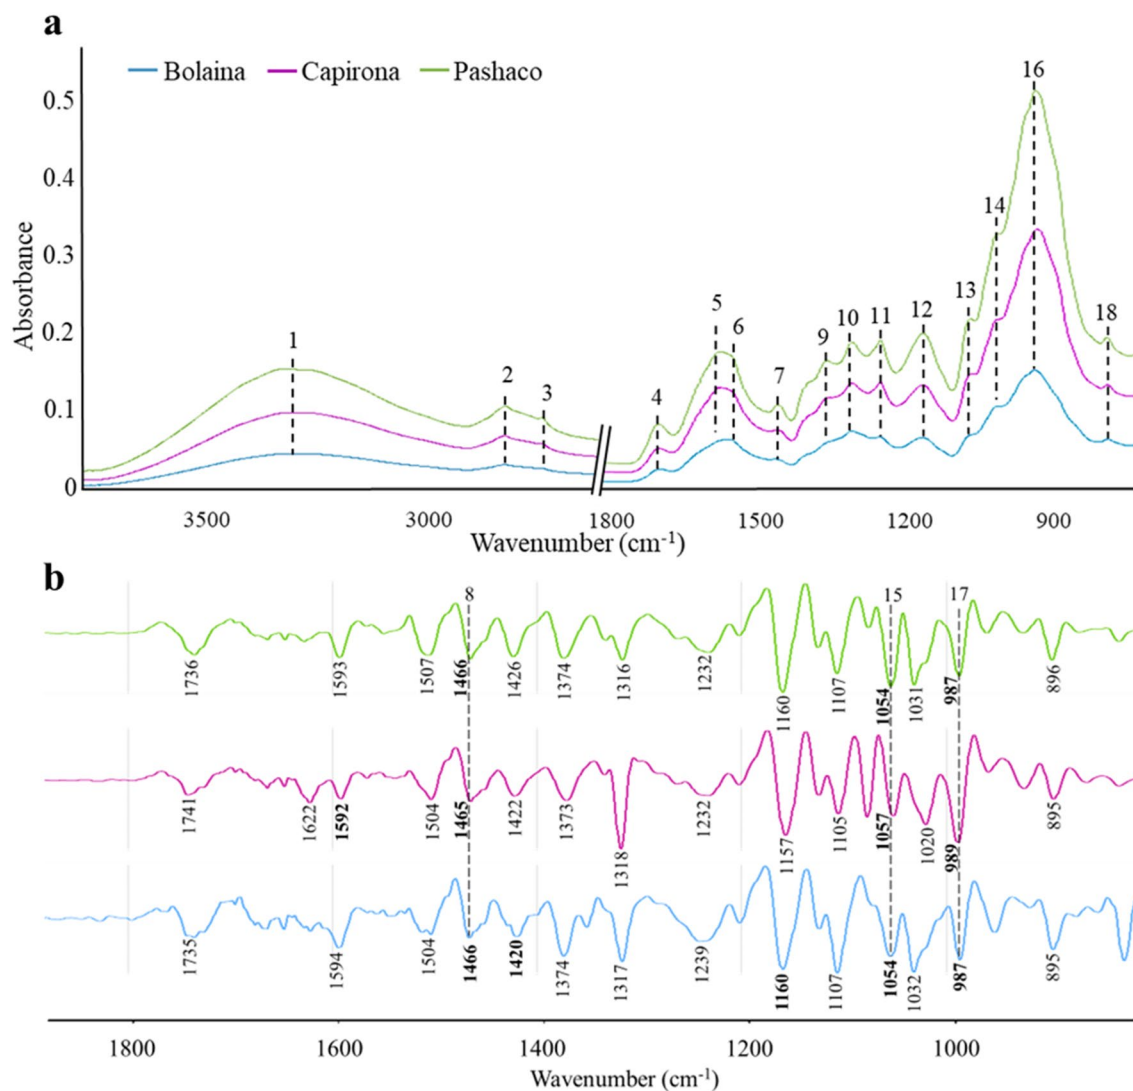 a
Bolaina Capirona Pashaco
16
0.5
0.4
14
0.3
Absorbance
13 18
5 6 9 10 11 12
0.2
1
2 3 4 7
0.1
0
3500 3000 1800 1500 1200 900
Wavenumber (cm-1)
b
8 15 17
1736 1593 1507 1466 1426 1374 1316 1232 1160 1107 1054 1031 987 896
1741 1622 1592 1504 1465 1422 1373 1318 1232 1157 1105 1057 1020 989 895
1735 1594 1504 1466 1420 1374 1317 1239 1160 1107 1054 1032 987 895
1800 1600 1400 1200 1000
Wavenumber (cm-1)